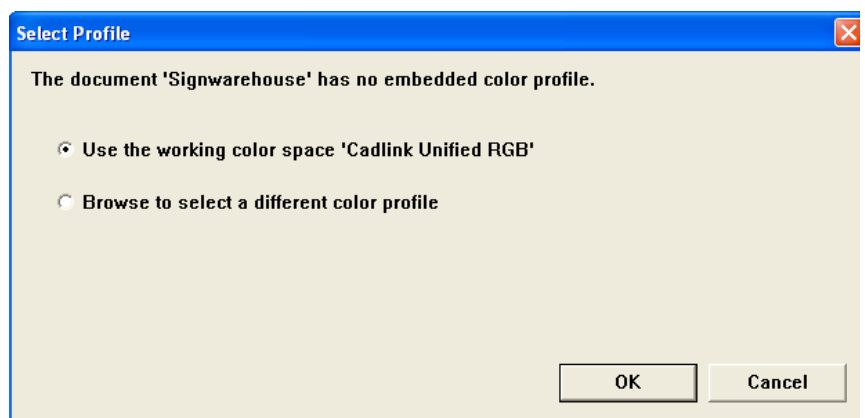 Select Profile
The document 'Signwarehouse' has no embedded color profile.
Use the working color space 'Cadlink Unified RGB'
Browse to select a different color profile
OK Cancel